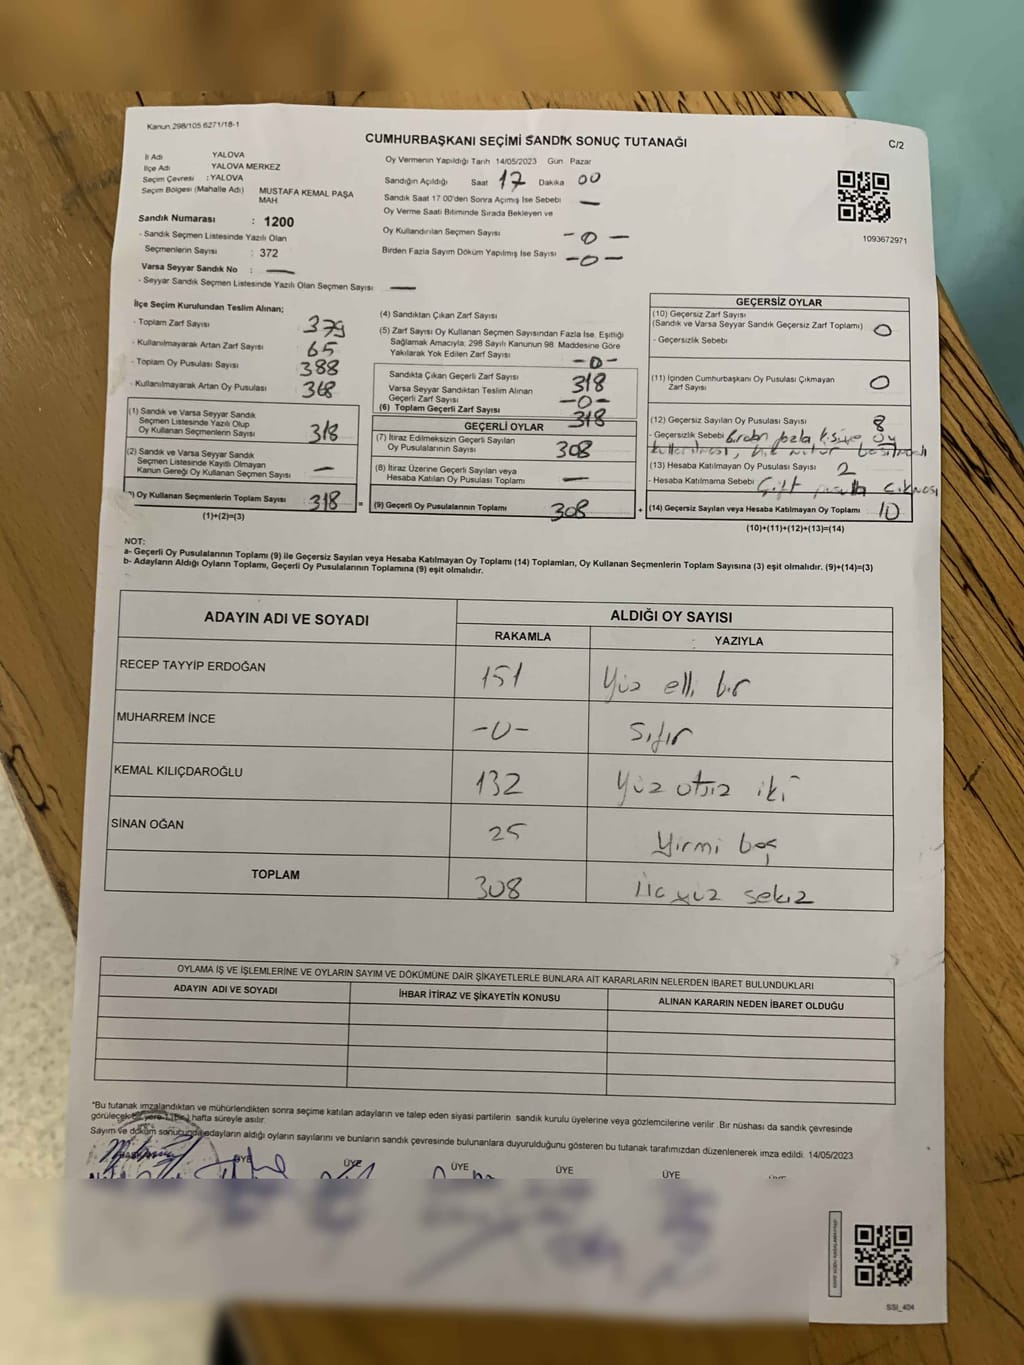 Kanun 298/105 6271/18-1
CUMHURBAŞKANI SEÇİMİ SANDIK SONUÇ TUTANAĞI
C/2
İl Adı YALOVA
İlçe Adı YALOVA MERKEZ
Seçim Çevresi : YALOVA
Seçim Bölgesi (Mahalle Adı) MUSTAFA KEMAL PAŞA MAH
Sandık Numarası : 1200
- Sandık Seçmen Listesinde Yazılı Olan
Seçmenlerin Sayısı : 372
Varsa Seyyar Sandık No : —
- Seyyar Sandık Seçmen Listesinde Yazılı Olan Seçmen Sayısı —
Oy Vermenin Yapıldığı Tarih 14/05/2023 Gün Pazar
Sandığın Açıldığı Saat 17 Dakika 00
Sandık Saat 17.00'den Sonra Açımış İse Sebebi —
Oy Verme Saati Bitiminde Sırada Bekleyen ve
Oy Kullandırılan Seçmen Sayısı -0-
Birden Fazla Sayım Döküm Yapılmış İse Sayısı -0-
1093672971
İlçe Seçim Kurulundan Teslim Alınan;
- Toplam Zarf Sayısı 379
- Kullanılmayarak Artan Zarf Sayısı 65
- Toplam Oy Pusulası Sayısı 388
- Kullanılmayarak Artan Oy Pusulası 368
(1) Sandık ve Varsa Seyyar Sandık
Seçmen Listesinde Yazılı Olup
Oy Kullanan Seçmenlerin Sayısı 318
(2) Sandık ve Varsa Seyyar Sandık
Seçmen Listesinde Kayıtlı Olmayan
Kanun Gereği Oy Kullanan Seçmen Sayısı —
) Oy Kullanan Seçmenlerin Toplam Sayısı 318 =
(1)+(2)=(3)
(4) Sandıktan Çıkan Zarf Sayısı
(5) Zarf Sayısı Oy Kullanan Seçmen Sayısından Fazla İse, Eşitliği
Sağlamak Amacıyla; 298 Sayılı Kanunun 98. Maddesine Göre
Yakılarak Yok Edilen Zarf Sayısı -0-
Sandıkta Çıkan Geçerli Zarf Sayısı 318
Varsa Seyyar Sandıktan Teslim Alınan
Geçerli Zarf Sayısı -0-
(6) Toplam Geçerli Zarf Sayısı 318
GEÇERLİ OYLAR
(7) İtiraz Edilmeksizin Geçerli Sayılan
Oy Pusulalarının Sayısı 308
(8) İtiraz Üzerine Geçerli Sayılan veya
Hesaba Katılan Oy Pusulası Toplamı —
(9) Geçerli Oy Pusulalarının Toplamı 308 +
GEÇERSİZ OYLAR
(10) Geçersiz Zarf Sayısı
(Sandık ve Varsa Seyyar Sandık Geçersiz Zarf Toplamı) 0
- Geçersizlik Sebebi
(11) İçinden Cumhurbaşkanı Oy Pusulası Çıkmayan
Zarf Sayısı 0
(12) Geçersiz Sayılan Oy Pusulası Sayısı 8
- Geçersizlik Sebebi Birden fazla kişiye oy
kullanılması,
(13) Hesaba Katılmayan Oy Pusulası Sayısı 2
- Hesaba Katılmama Sebebi Çift pusula çıkması
(14) Geçersiz Sayılan veya Hesaba Katılmayan Oy Toplamı 10
(10)+(11)+(12)+(13)=(14)
NOT:
a- Geçerli Oy Pusulalarının Toplamı (9) ile Geçersiz Sayılan veya Hesaba Katılmayan Oy Toplamı (14) Toplamları, Oy Kullanan Seçmenlerin Toplam Sayısına (3) eşit olmalıdır. (9)+(14)=(3)
b- Adayların Aldığı Oyların Toplamı, Geçerli Oy Pusulalarının Toplamına (9) eşit olmalıdır.
ADAYIN ADI VE SOYADI ALDIĞI OY SAYISI
RAKAMLA YAZIYLA
RECEP TAYYİP ERDOĞAN 151 Yüz elli bir
MUHARREM İNCE -0- Sıfır
KEMAL KILIÇDAROĞLU 132 Yüz otuz iki
SİNAN OĞAN 25 Yirmi beş
TOPLAM 308 Üç yüz sekiz
OYLAMA İŞ VE İŞLEMLERİNE VE OYLARIN SAYIM VE DÖKÜMÜNE DAİR ŞİKAYETLERLE BUNLARA AİT KARARLARIN NELERDEN İBARET BULUNDUKLARI
ADAYIN ADI VE SOYADI İHBAR İTİRAZ VE ŞİKAYETİN KONUSU ALINAN KARARIN NEDEN İBARET OLDUĞU
*Bu tutanak imzalandıktan ve mühürlendikten sonra seçime katılan adayların ve talep eden siyasi partilerin sandık kurulu üyelerine veya gözlemcilerine verilir. Bir nüshası da sandık çevresinde
görülecek bir yere 1 (Bir) hafta süreyle asılır.
Sayım ve döküm sonucunda adayların aldığı oyların sayılarını ve bunların sandık çevresinde bulunanlara duyurulduğunu gösteren bu tutanak tarafımızdan düzenlenerek imza edildi. 14/05/2023
BAŞKAN ÜYE ÜYE ÜYE ÜYE ÜYE
SSI_404